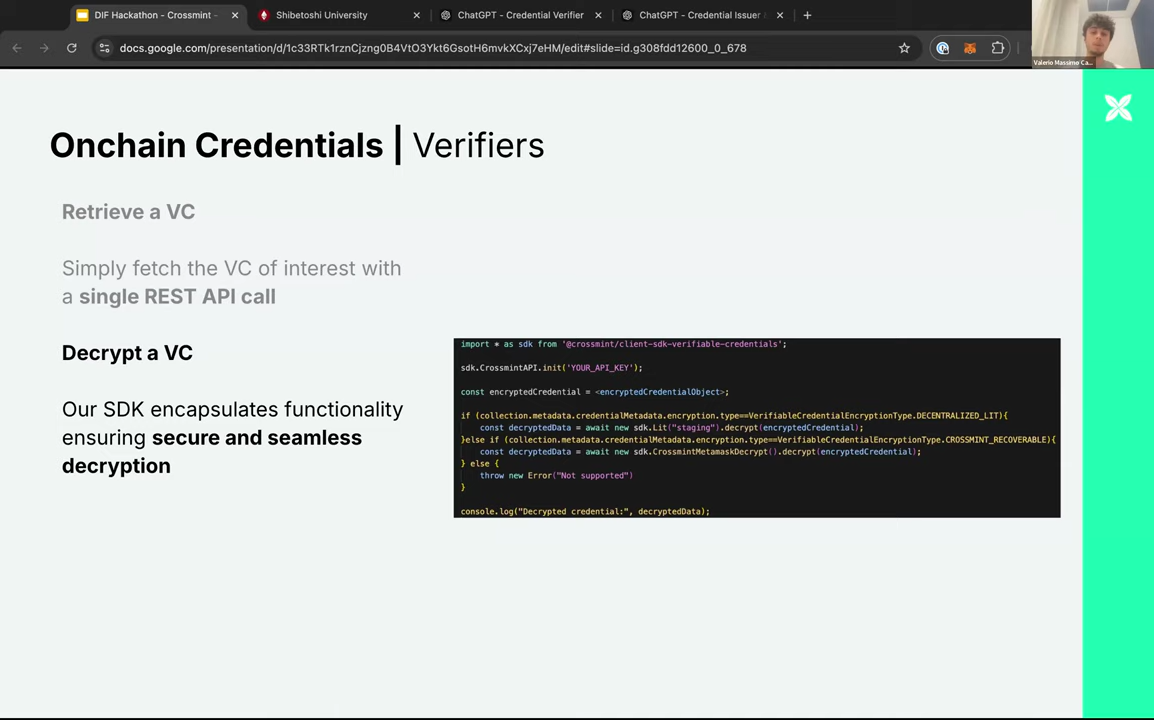 DIF Hackathon - Crossmint -
Shibetoshi University
ChatGPT - Credential Verifier
ChatGPT - Credential Issuer
docs.google.com/presentation/d/1c33RTk1rznCjzng0B4VtO3Ykt6GsotH6mvkXCxj7eHM/edit#slide=id.g308fdd12600_0_678
Valerio Massimo Ca...
Onchain Credentials | Verifiers
Retrieve a VC
Simply fetch the VC of interest with
a single REST API call
Decrypt a VC
Our SDK encapsulates functionality
ensuring secure and seamless
decryption
import * as sdk from '@crossmint/client-sdk-verifiable-credentials';
sdk.CrossmintAPI.init('YOUR_API_KEY');
const encryptedCredential = <encryptedCredentialObject>;
if (collection.metadata.credentialMetadata.encryption.type==VerifiableCredentialEncryptionType.DECENTRALIZED_LIT){
const decryptedData = await new sdk.Lit("staging").decrypt(encryptedCredential);
}else if (collection.metadata.credentialMetadata.encryption.type==VerifiableCredentialEncryptionType.CROSSMINT_RECOVERABLE){
const decryptedData = await new sdk.CrossmintMetamaskDecrypt().decrypt(encryptedCredential);
} else {
throw new Error("Not supported")
}
console.log("Decrypted credential:", decryptedData);